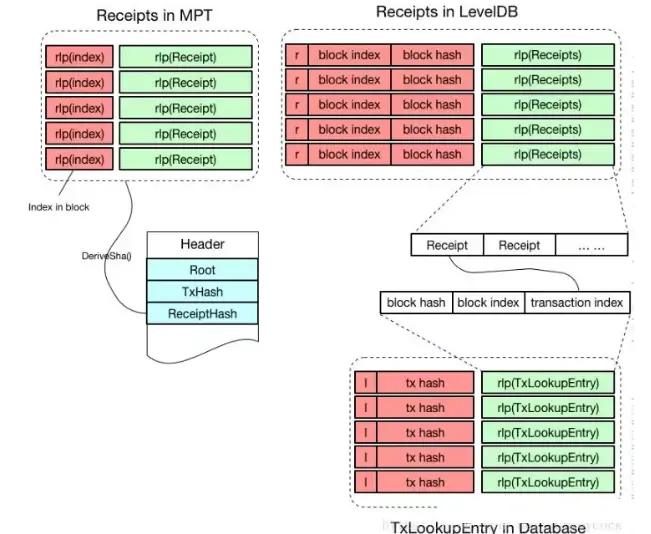 Receipts in MPT
Receipts in LevelDB
rlp(index) rlp(Receipt)
rlp(index) rlp(Receipt)
rlp(index) rlp(Receipt)
rlp(index) rlp(Receipt)
rlp(index) rlp(Receipt)
Index in block
r block index block hash rlp(Receipts)
r block index block hash rlp(Receipts)
r block index block hash rlp(Receipts)
r block index block hash rlp(Receipts)
r block index block hash rlp(Receipts)
DeriveSha()
Header
Root
TxHash
ReceiptHash
Receipt Receipt ... ...
block hash block index transaction index
l tx hash rlp(TxLookupEntry)
l tx hash rlp(TxLookupEntry)
l tx hash rlp(TxLookupEntry)
l tx hash rlp(TxLookupEntry)
l tx hash rlp(TxLookupEntry)
TxLookupEntry in Database